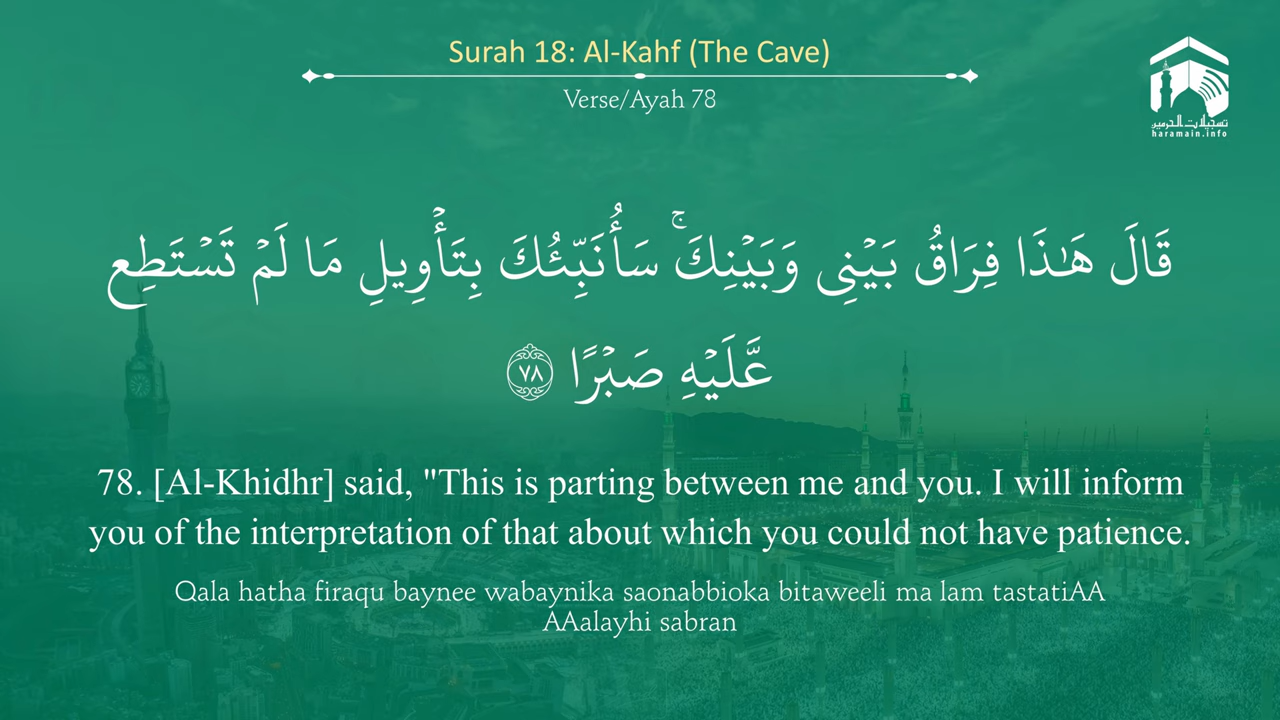 Surah 18: Al-Kahf (The Cave)
Verse/Ayah 78
تسجيلات الحرمين
haramain.info
قَالَ هَـٰذَا فِرَاقُ بَيْنِى وَبَيْنِكَ ۚ سَأُنَبِّئُكَ بِتَأْوِيلِ مَا لَمْ تَسْتَطِع
عَّلَيْهِ صَبْرًا ٧٨
78. [Al-Khidhr] said, "This is parting between me and you. I will inform
you of the interpretation of that about which you could not have patience.
Qala hatha firaqu baynee wabaynika saonabbioka bitaweeli ma lam tastatiAA
AAalayhi sabran